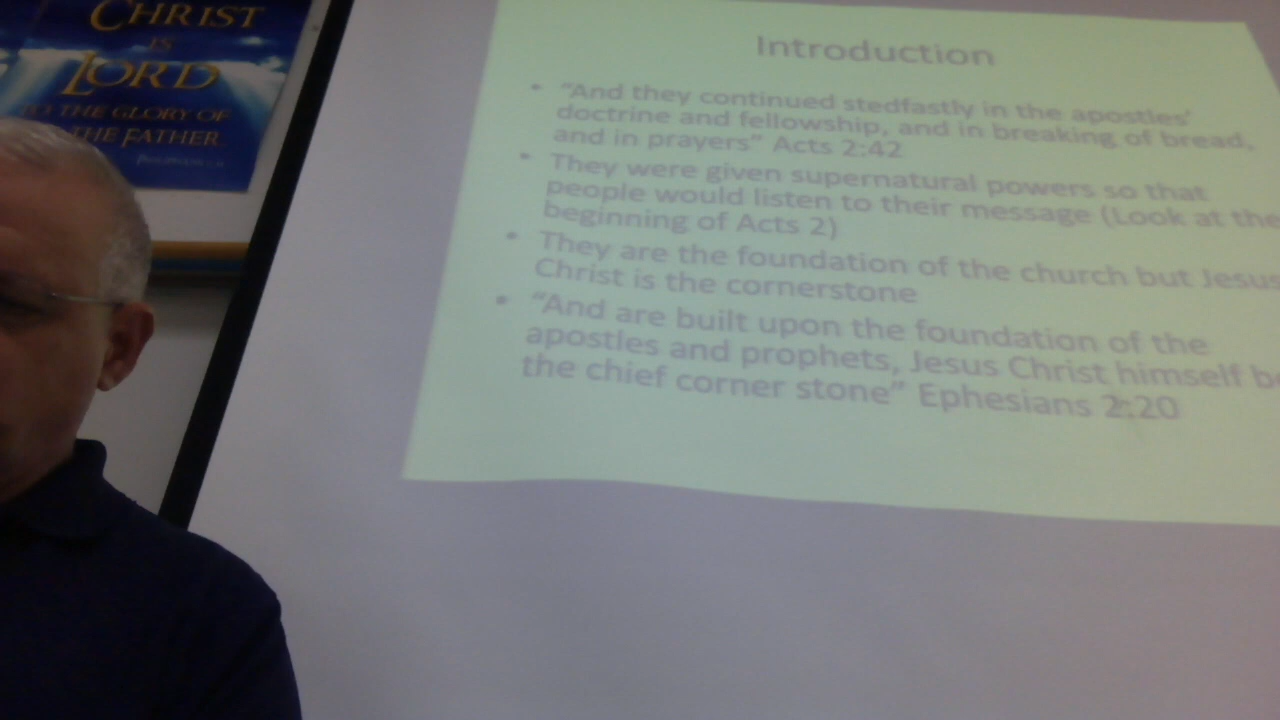 CHRIST
IS
LORD
TO THE GLORY OF
THE FATHER.
Introduction
• “And they continued stedfastly in the apostles’
doctrine and fellowship, and in breaking of bread,
and in prayers” Acts 2:42
• They were given supernatural powers so that
people would listen to their message (Look at the
beginning of Acts 2)
• They are the foundation of the church but Jesus
Christ is the cornerstone
• “And are built upon the foundation of the
apostles and prophets, Jesus Christ himself be
the chief corner stone” Ephesians 2:20